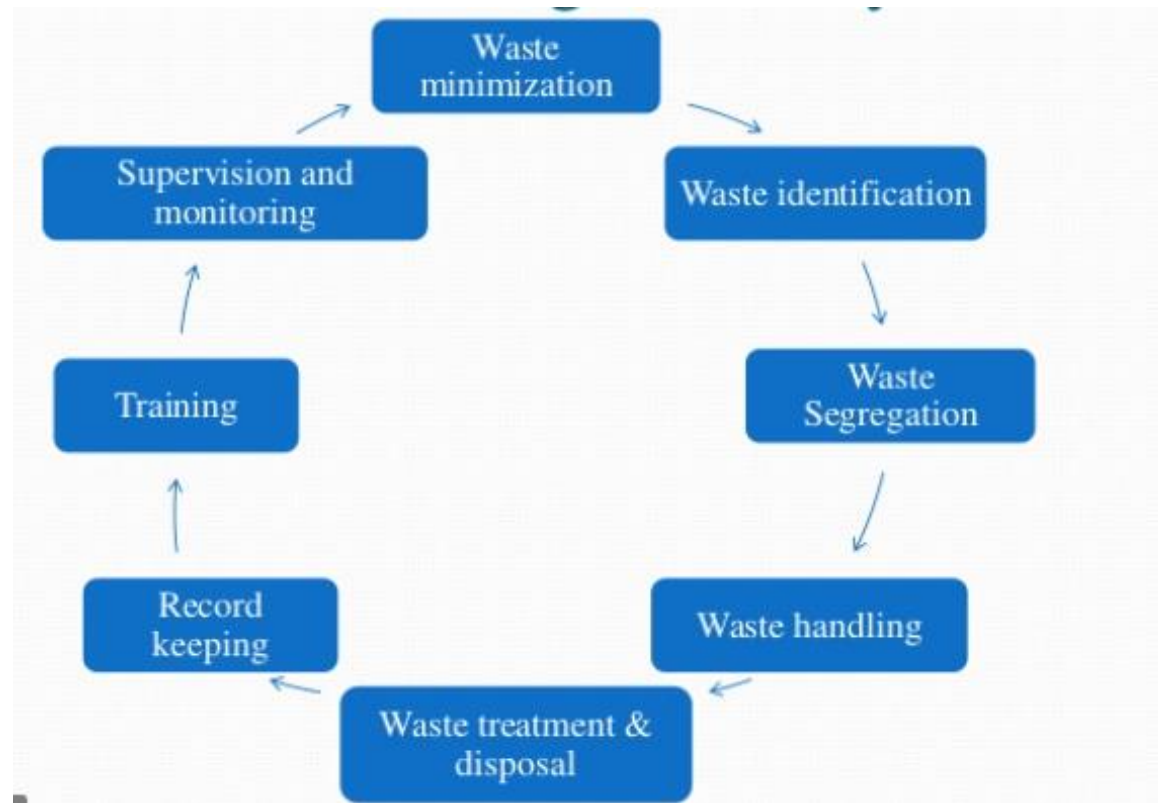 Waste
minimization
Waste identification
Waste
Segregation
Waste handling
Waste treatment &
disposal
Record
keeping
Training
Supervision and
monitoring